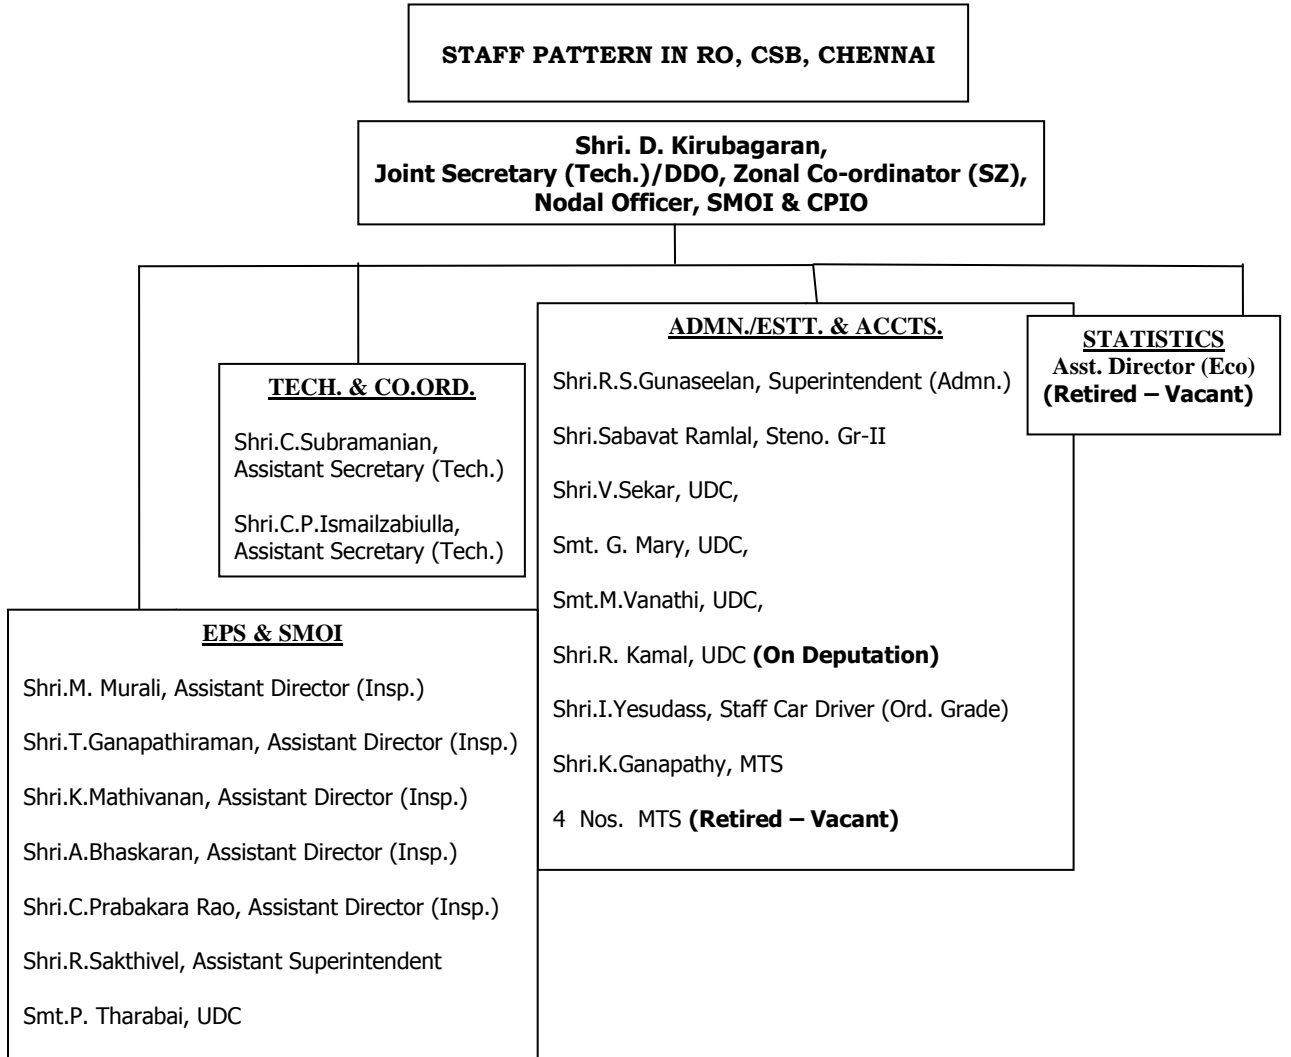 STAFF PATTERN IN RO, CSB, CHENNAI
Shri. D. Kirubagaran,
Joint Secretary (Tech.)/DDO, Zonal Co-ordinator (SZ),
Nodal Officer, SMOI & CPIO
TECH. & CO.ORD.
Shri.C.Subramanian,
Assistant Secretary (Tech.)
Shri.C.P.Ismailzabiulla,
Assistant Secretary (Tech.)
ADMN./ESTT. & ACCTS.
Shri.R.S.Gunaseelan, Superintendent (Admn.)
Shri.Sabavat Ramlal, Steno. Gr-II
Shri.V.Sekar, UDC,
Smt. G. Mary, UDC,
Smt.M.Vanathi, UDC,
Shri.R. Kamal, UDC (On Deputation)
Shri.I.Yesudass, Staff Car Driver (Ord. Grade)
Shri.K.Ganapathy, MTS
4 Nos. MTS (Retired – Vacant)
STATISTICS
Asst. Director (Eco)
(Retired – Vacant)
EPS & SMOI
Shri.M. Murali, Assistant Director (Insp.)
Shri.T.Ganapathiraman, Assistant Director (Insp.)
Shri.K.Mathivanan, Assistant Director (Insp.)
Shri.A.Bhaskaran, Assistant Director (Insp.)
Shri.C.Prabakara Rao, Assistant Director (Insp.)
Shri.R.Sakthivel, Assistant Superintendent
Smt.P. Tharabai, UDC